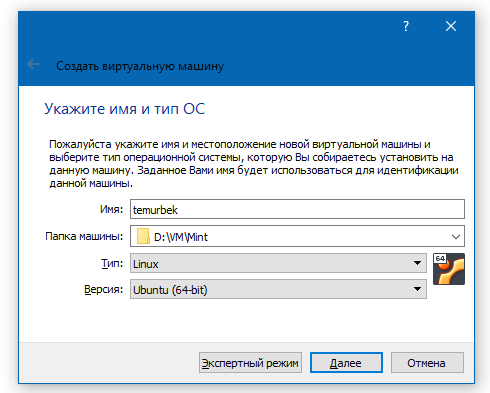 ?
Создать виртуальную машину
Укажите имя и тип ОС
Пожалуйста укажите имя и местоположение новой виртуальной машины и
выберите тип операционной системы, которую Вы собираетесь установить на
данную машину. Заданное Вами имя будет использоваться для идентификации
данной машины.
Имя: temurbek
Папка машины: D:\VM\Mint
Тип: Linux
64
Версия: Ubuntu (64-bit)
Экспертный режим Далее Отмена